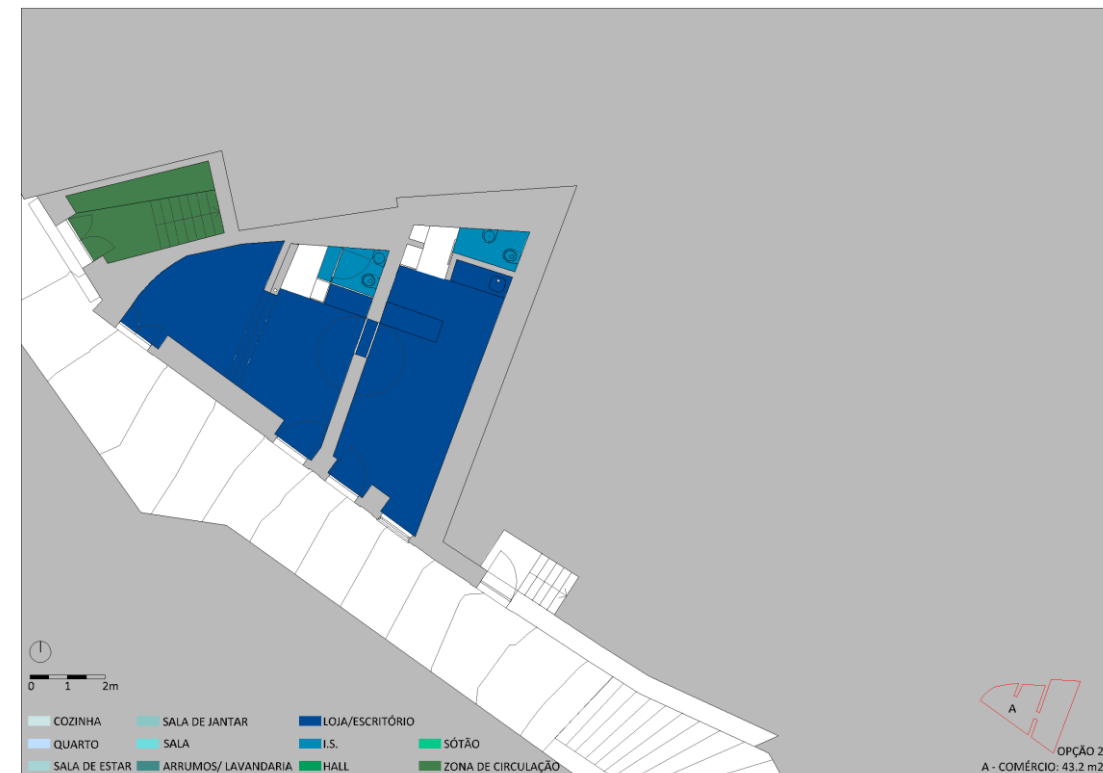 A
0 1 2m
COZINHA SALA DE JANTAR LOJA/ESCRITÓRIO
QUARTO SALA I.S. SÓTÃO
SALA DE ESTAR ARRUMOS/ LAVANDARIA HALL ZONA DE CIRCULAÇÃO
OPÇÃO 2
A - COMÉRCIO: 43.2 m2